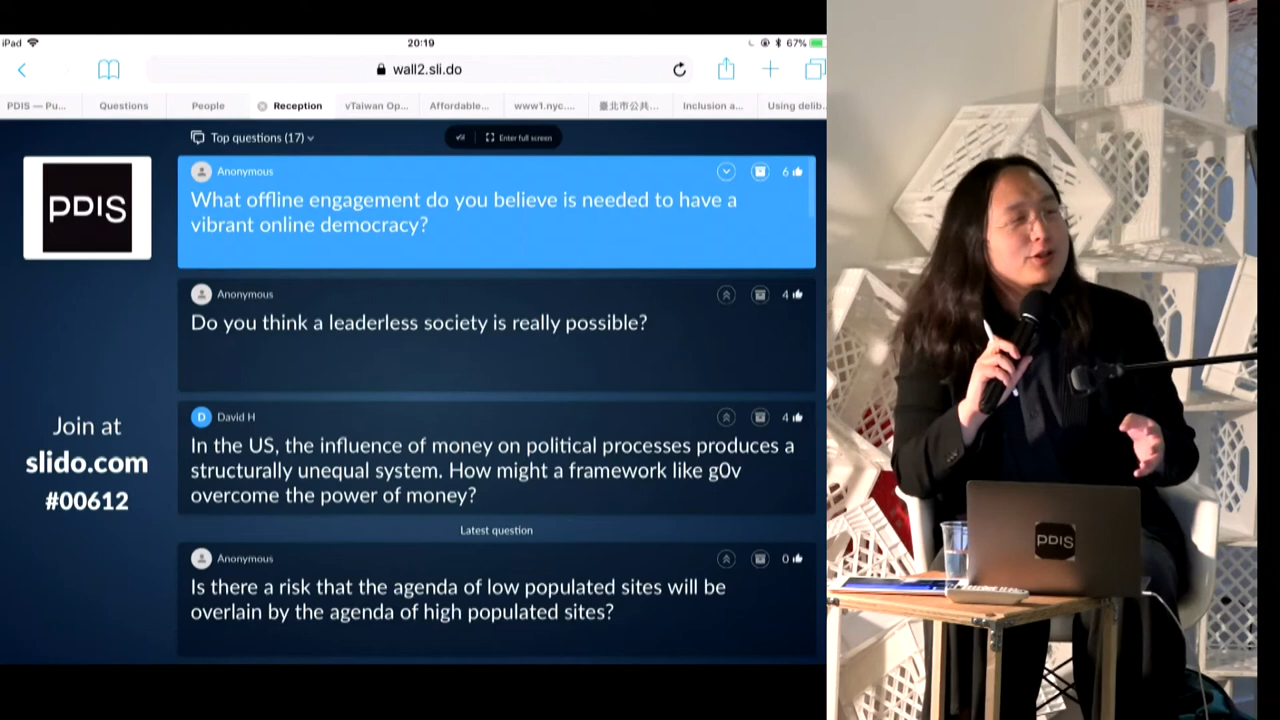 iPad
20:19
67%
wall2.sli.do
PDIS — Pu...
Questions
People
Reception
vTaiwan Op...
Affordable...
www1.nyc....
臺北市公共...
Inclusion a...
Using delib..
Top questions (17)
Enter full screen
PDIS
Anonymous
6
What offline engagement do you believe is needed to have a
vibrant online democracy?
Anonymous
4
Do you think a leaderless society is really possible?
D
David H
4
In the US, the influence of money on political processes produces a
structurally unequal system. How might a framework like g0v
overcome the power of money?
Join at
slido.com
#00612
Latest question
Anonymous
0
Is there a risk that the agenda of low populated sites will be
overlain by the agenda of high populated sites?
PDIS